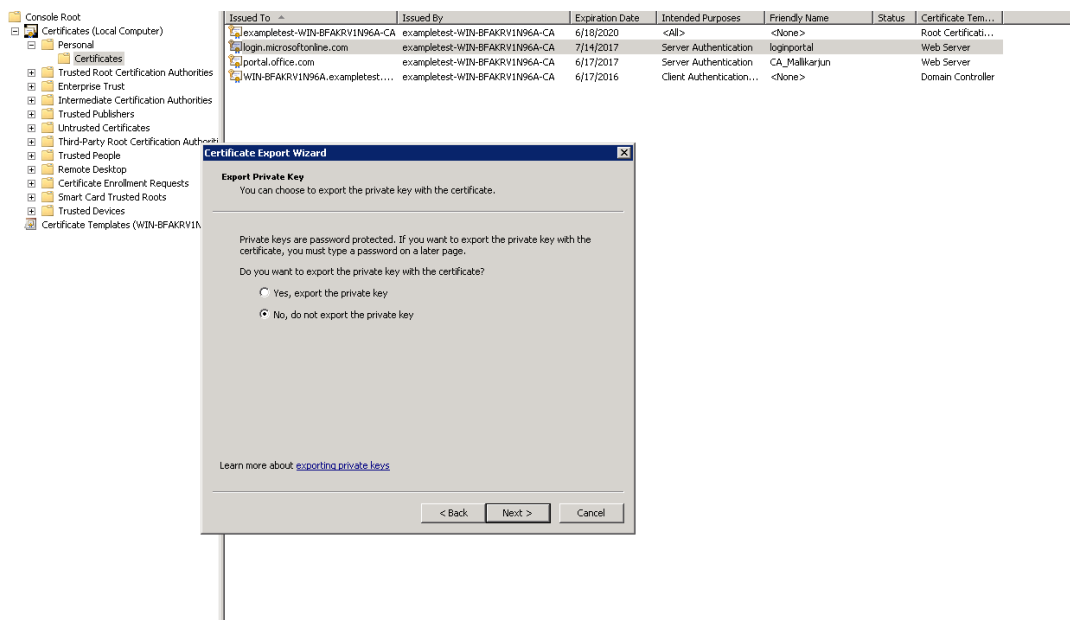 Console Root
Certificates (Local Computer)
Personal
Certificates
Trusted Root Certification Authorities
Enterprise Trust
Intermediate Certification Authorities
Trusted Publishers
Untrusted Certificates
Third-Party Root Certification Authoriti
Trusted People
Remote Desktop
Certificate Enrollment Requests
Smart Card Trusted Roots
Trusted Devices
Certificate Templates (WIN-BFAKRV1N
Issued To Issued By Expiration Date Intended Purposes Friendly Name Status Certificate Tem...
exampletest-WIN-BFAKRV1N96A-CA exampletest-WIN-BFAKRV1N96A-CA 6/18/2020 <All> <None> Root Certificati...
login.microsoftonline.com exampletest-WIN-BFAKRV1N96A-CA 7/14/2017 Server Authentication loginportal Web Server
portal.office.com exampletest-WIN-BFAKRV1N96A-CA 6/17/2017 Server Authentication CA_Mallikarjun Web Server
WIN-BFAKRV1N96A.exampletest.... exampletest-WIN-BFAKRV1N96A-CA 6/17/2016 Client Authentication... <None> Domain Controller
Certificate Export Wizard
Export Private Key
You can choose to export the private key with the certificate.
Private keys are password protected. If you want to export the private key with the
certificate, you must type a password on a later page.
Do you want to export the private key with the certificate?
Yes, export the private key
No, do not export the private key
Learn more about exporting private keys
< Back Next > Cancel